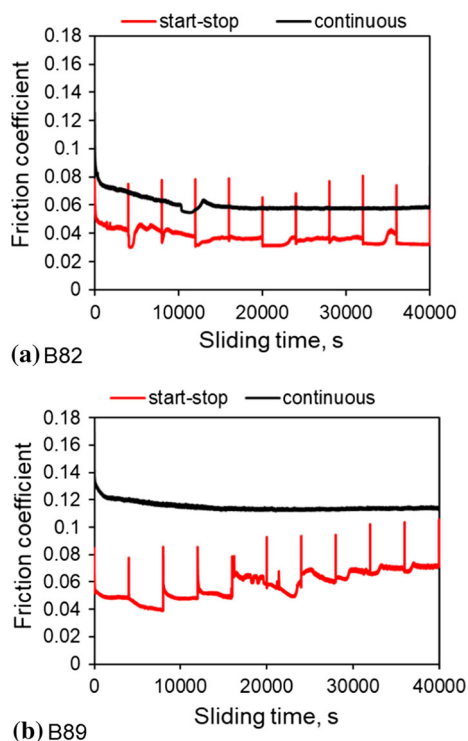 start-stop continuous
0.18
0.16
0.14
0.12
0.1
0.08
0.06
0.04
0.02
0
Friction coefficient
0 10000 20000 30000 40000
Sliding time, s
(a) B82
start-stop continuous
0.18
0.16
0.14
0.12
0.1
0.08
0.06
0.04
0.02
0
Friction coefficient
0 10000 20000 30000 40000
Sliding time, s
(b) B89